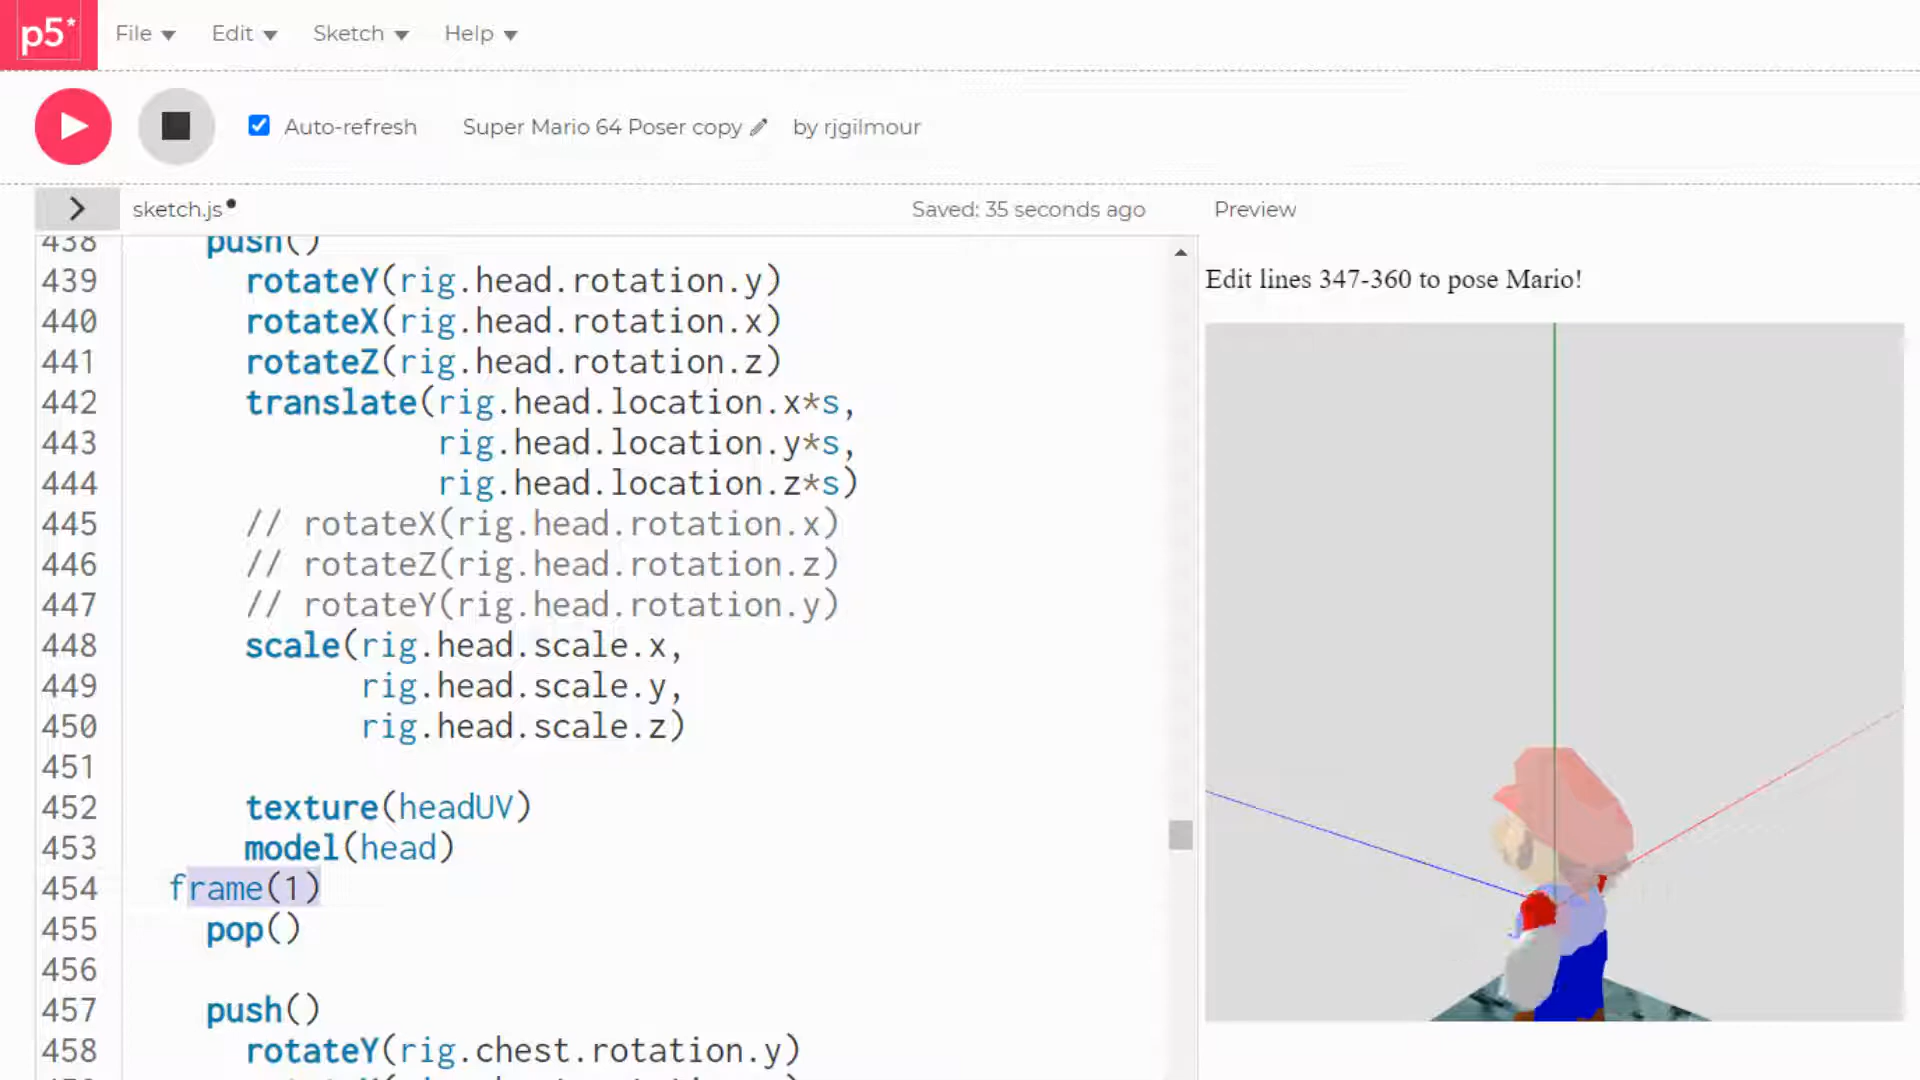 p5* File Edit Sketch Help
Auto-refresh Super Mario 64 Poser copy by rjgilmour
> sketch.js• Saved: 35 seconds ago Preview
438 push()
439 rotateY(rig.head.rotation.y)
440 rotateX(rig.head.rotation.x)
441 rotateZ(rig.head.rotation.z)
442 translate(rig.head.location.x*s,
443 rig.head.location.y*s,
444 rig.head.location.z*s)
445 // rotateX(rig.head.rotation.x)
446 // rotateZ(rig.head.rotation.z)
447 // rotateY(rig.head.rotation.y)
448 scale(rig.head.scale.x,
449 rig.head.scale.y,
450 rig.head.scale.z)
451
452 texture(headUV)
453 model(head)
454 frame(1)
455 pop()
456
457 push()
458 rotateY(rig.chest.rotation.y)
Edit lines 347-360 to pose Mario!